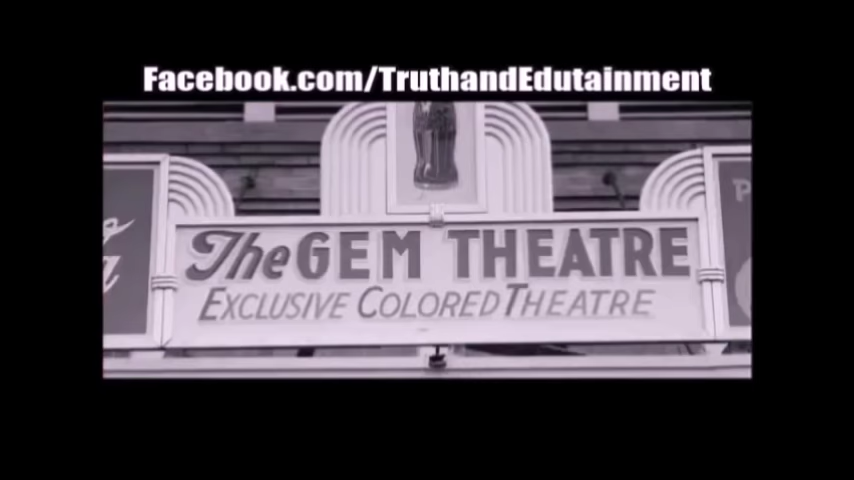 Facebook.com/TruthandEdutainment
The GEM THEATRE
EXCLUSIVE COLORED THEATRE